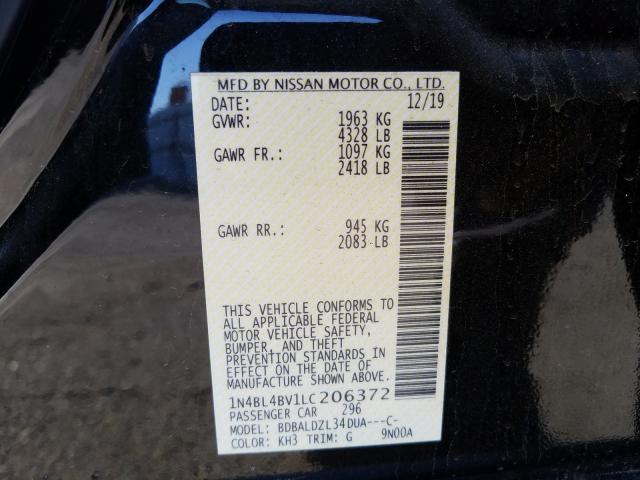 MFD BY NISSAN MOTOR CO., LTD.
DATE: 12/19
GVWR: 1963 KG
4328 LB
GAWR FR.: 1097 KG
2418 LB
GAWR RR.: 945 KG
2083 LB
THIS VEHICLE CONFORMS TO
ALL APPLICABLE FEDERAL
MOTOR VEHICLE SAFETY,
BUMPER, AND THEFT
PREVENTION STANDARDS IN
EFFECT ON THE DATE OF
MANUFACTURE SHOWN ABOVE.
1N4BL4BV1LC206372
PASSENGER CAR 296
MODEL: BDBALDZL34DUA---C-
COLOR: KH3 TRIM: G 9N00A